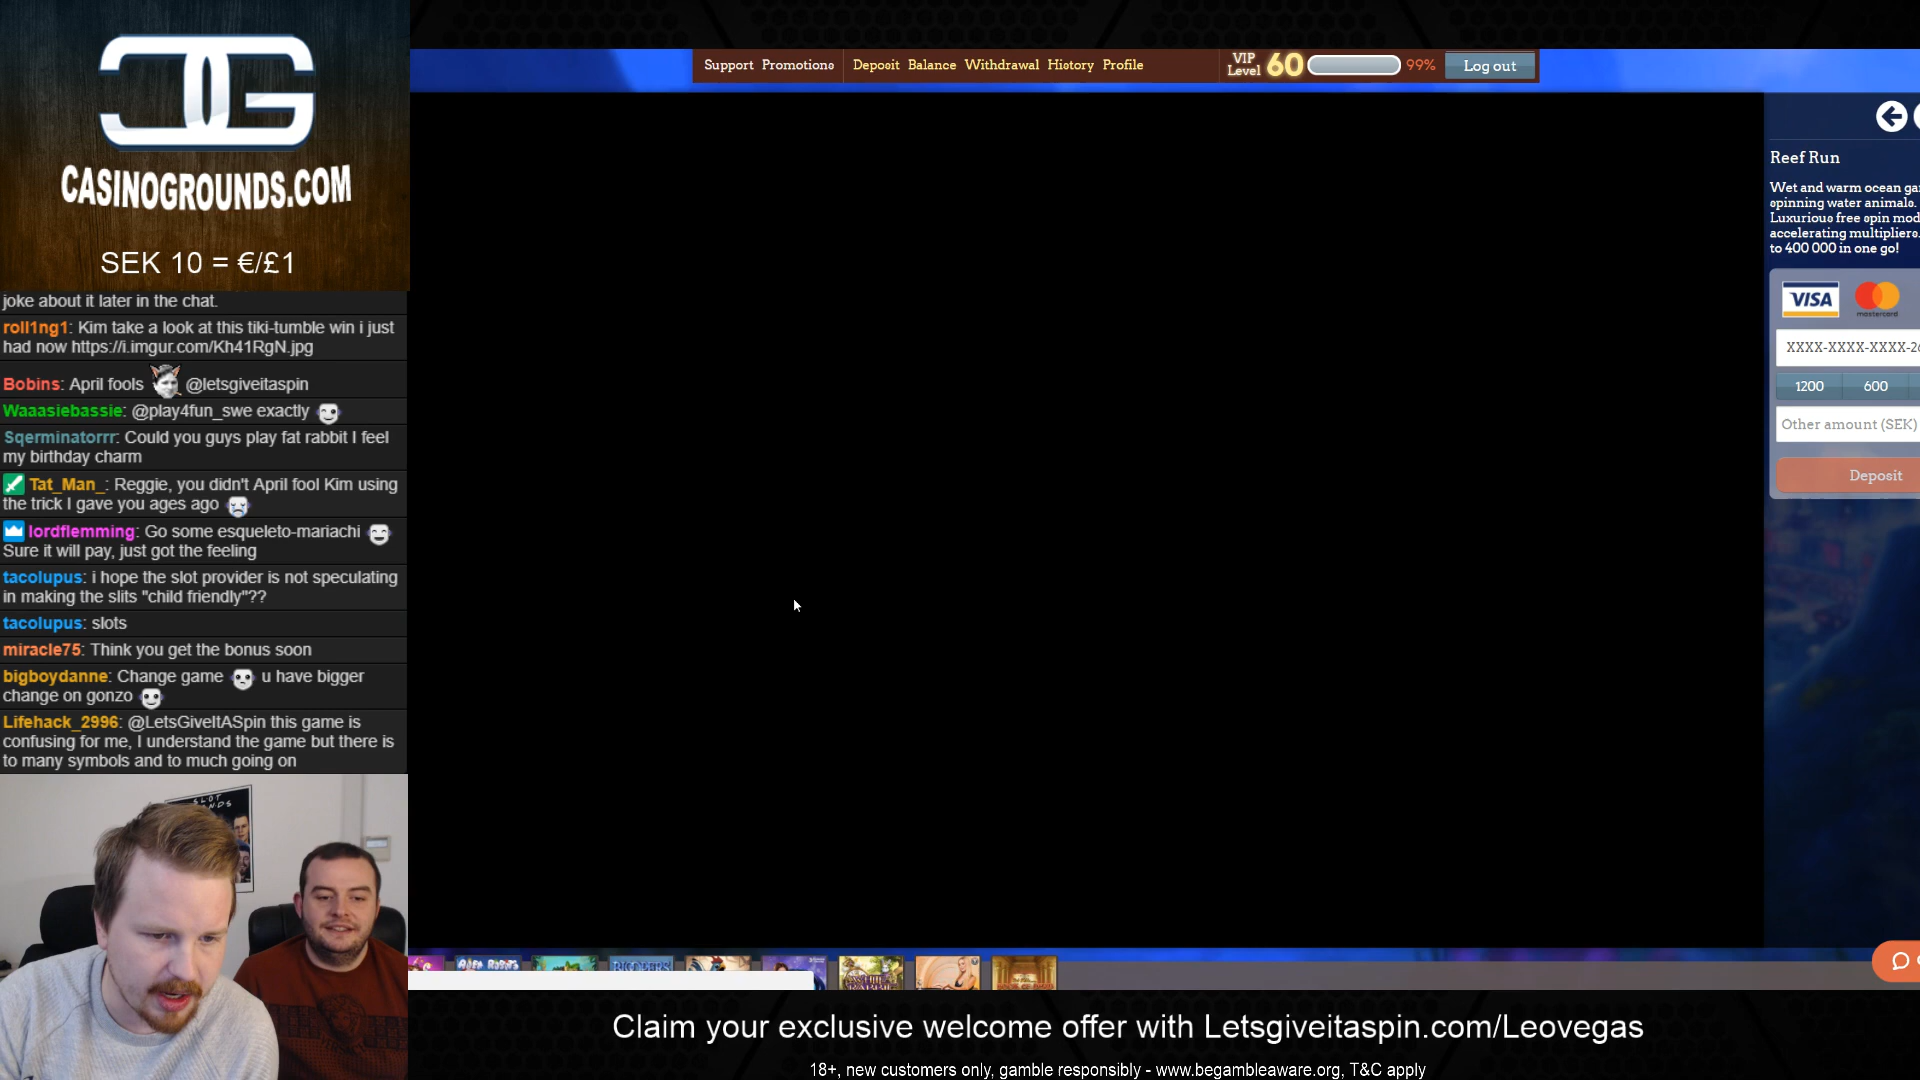 CG
CASINOGROUNDS.COM
SEK 10 = €/£1
joke about it later in the chat.
roll1ng1: Kim take a look at this tiki-tumble win i just
had now https://i.imgur.com/Kh41RgN.jpg
Bobins: April fools @letsgiveitaspin
Waaasiebassie: @play4fun_swe exactly
Sqerminatorrr: Could you guys play fat rabbit I feel
my birthday charm
Tat_Man_: Reggie, you didn't April fool Kim using
the trick I gave you ages ago
lordflemming: Go some esqueleto-mariachi
Sure it will pay, just got the feeling
tacolupus: i hope the slot provider is not speculating
in making the slits "child friendly"??
tacolupus: slots
miracle75: Think you get the bonus soon
bigboydanne: Change game u have bigger
change on gonzo
Lifehack_2996: @LetsGiveItASpin this game is
confusing for me, I understand the game but there is
to many symbols and to much going on
SLOT
Support Promotions Deposit Balance Withdrawal History Profile
VIP Level 60 99% Log out
Reef Run
Wet and warm ocean ga
spinning water animals.
Luxurious free spin mod
accelerating multipliers.
to 400 000 in one go!
VISA mastercard
XXXX-XXXX-XXXX-2
1200 600
Other amount (SEK)
Deposit
Claim your exclusive welcome offer with Letsgiveitaspin.com/Leovegas
18+, new customers only, gamble responsibly - www.begambleaware.org, T&C apply